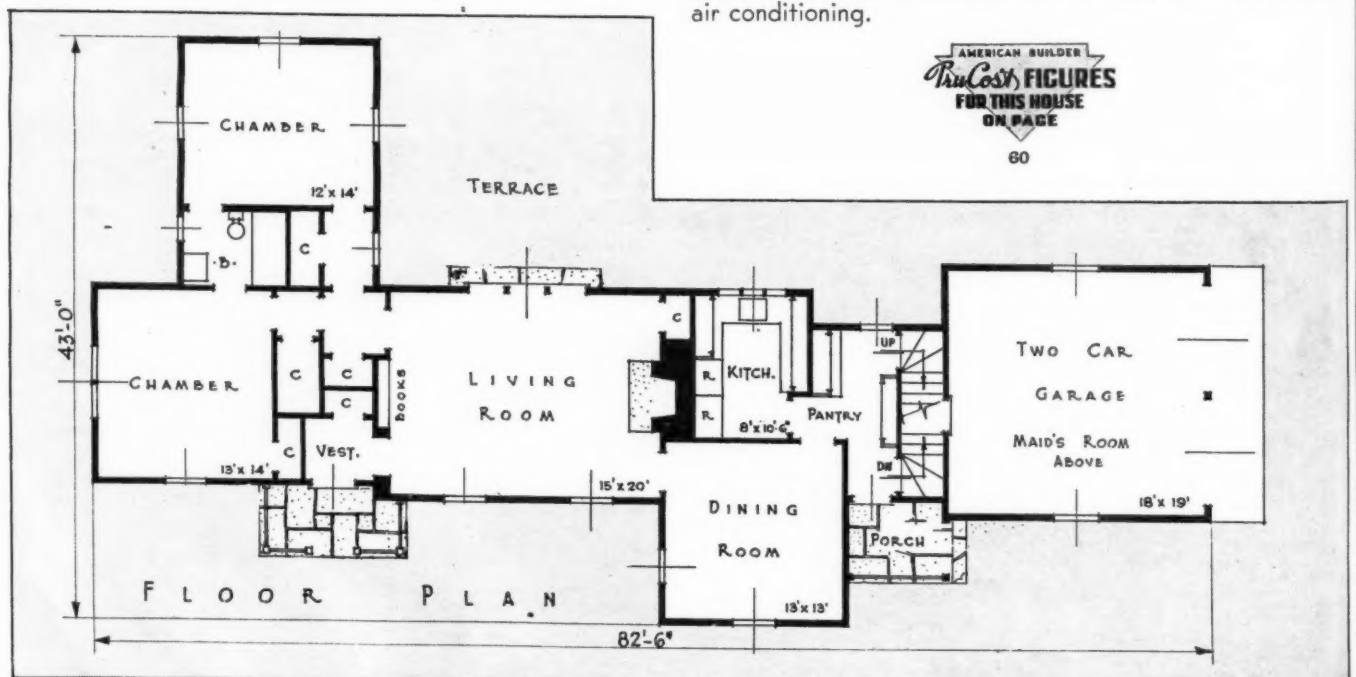 air conditioning.
AMERICAN BUILDER
TruCost FIGURES
FOR THIS HOUSE
ON PAGE
60
CHAMBER
12' x 14'
TERRACE
C
B
43'-0"
CHAMBER
13' x 14'
C
C
C
C
BOOKS
VEST.
LIVING
ROOM
15' x 20'
C
R
R
KITCH.
8' x 10'-6"
PANTRY
UP
DN
TWO CAR
GARAGE
MAID'S ROOM
ABOVE
18' x 19'
DINING
ROOM
13' x 13'
PORCH
FLOOR PLAN
82'-6"